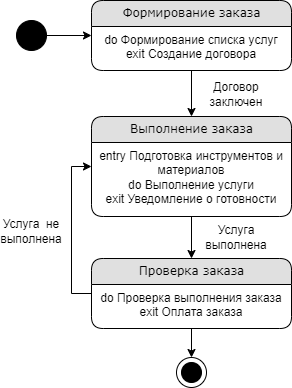 Формирование заказа
do Формирование списка услуг
exit Создание договора
Договор
заключен
Выполнение заказа
entry Подготовка инструментов и
материалов
do Выполнение услуги
exit Уведомление о готовности
Услуга не
выполнена
Услуга
выполнена
Проверка заказа
do Проверка выполнения заказа
exit Оплата заказа